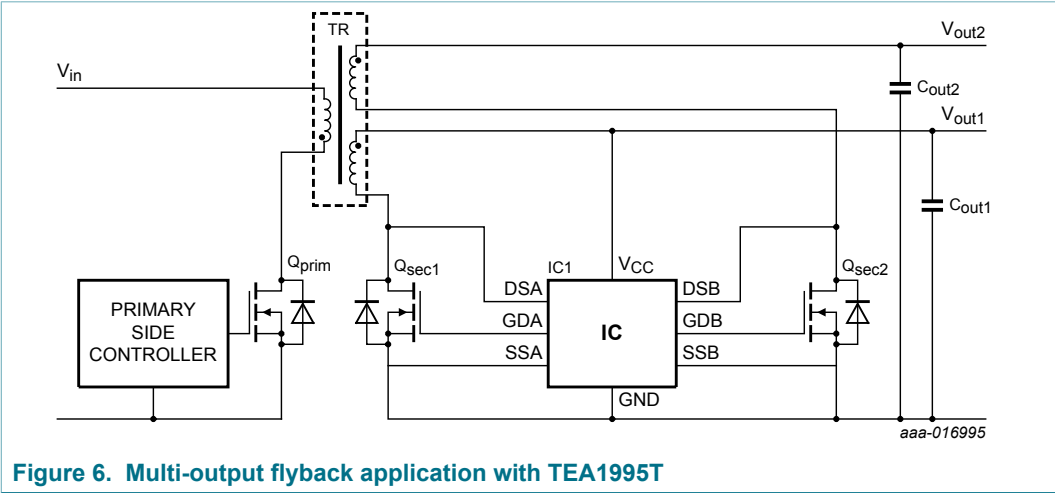 TR
Vout2
Vin
Cout2
Vout1
Cout1
Qprim
Qsec1
IC1
VCC
Qsec2
DSA
DSB
PRIMARY
SIDE
CONTROLLER
GDA
IC
GDB
SSA
SSB
GND
aaa-016995
Figure 6. Multi-output flyback application with TEA1995T